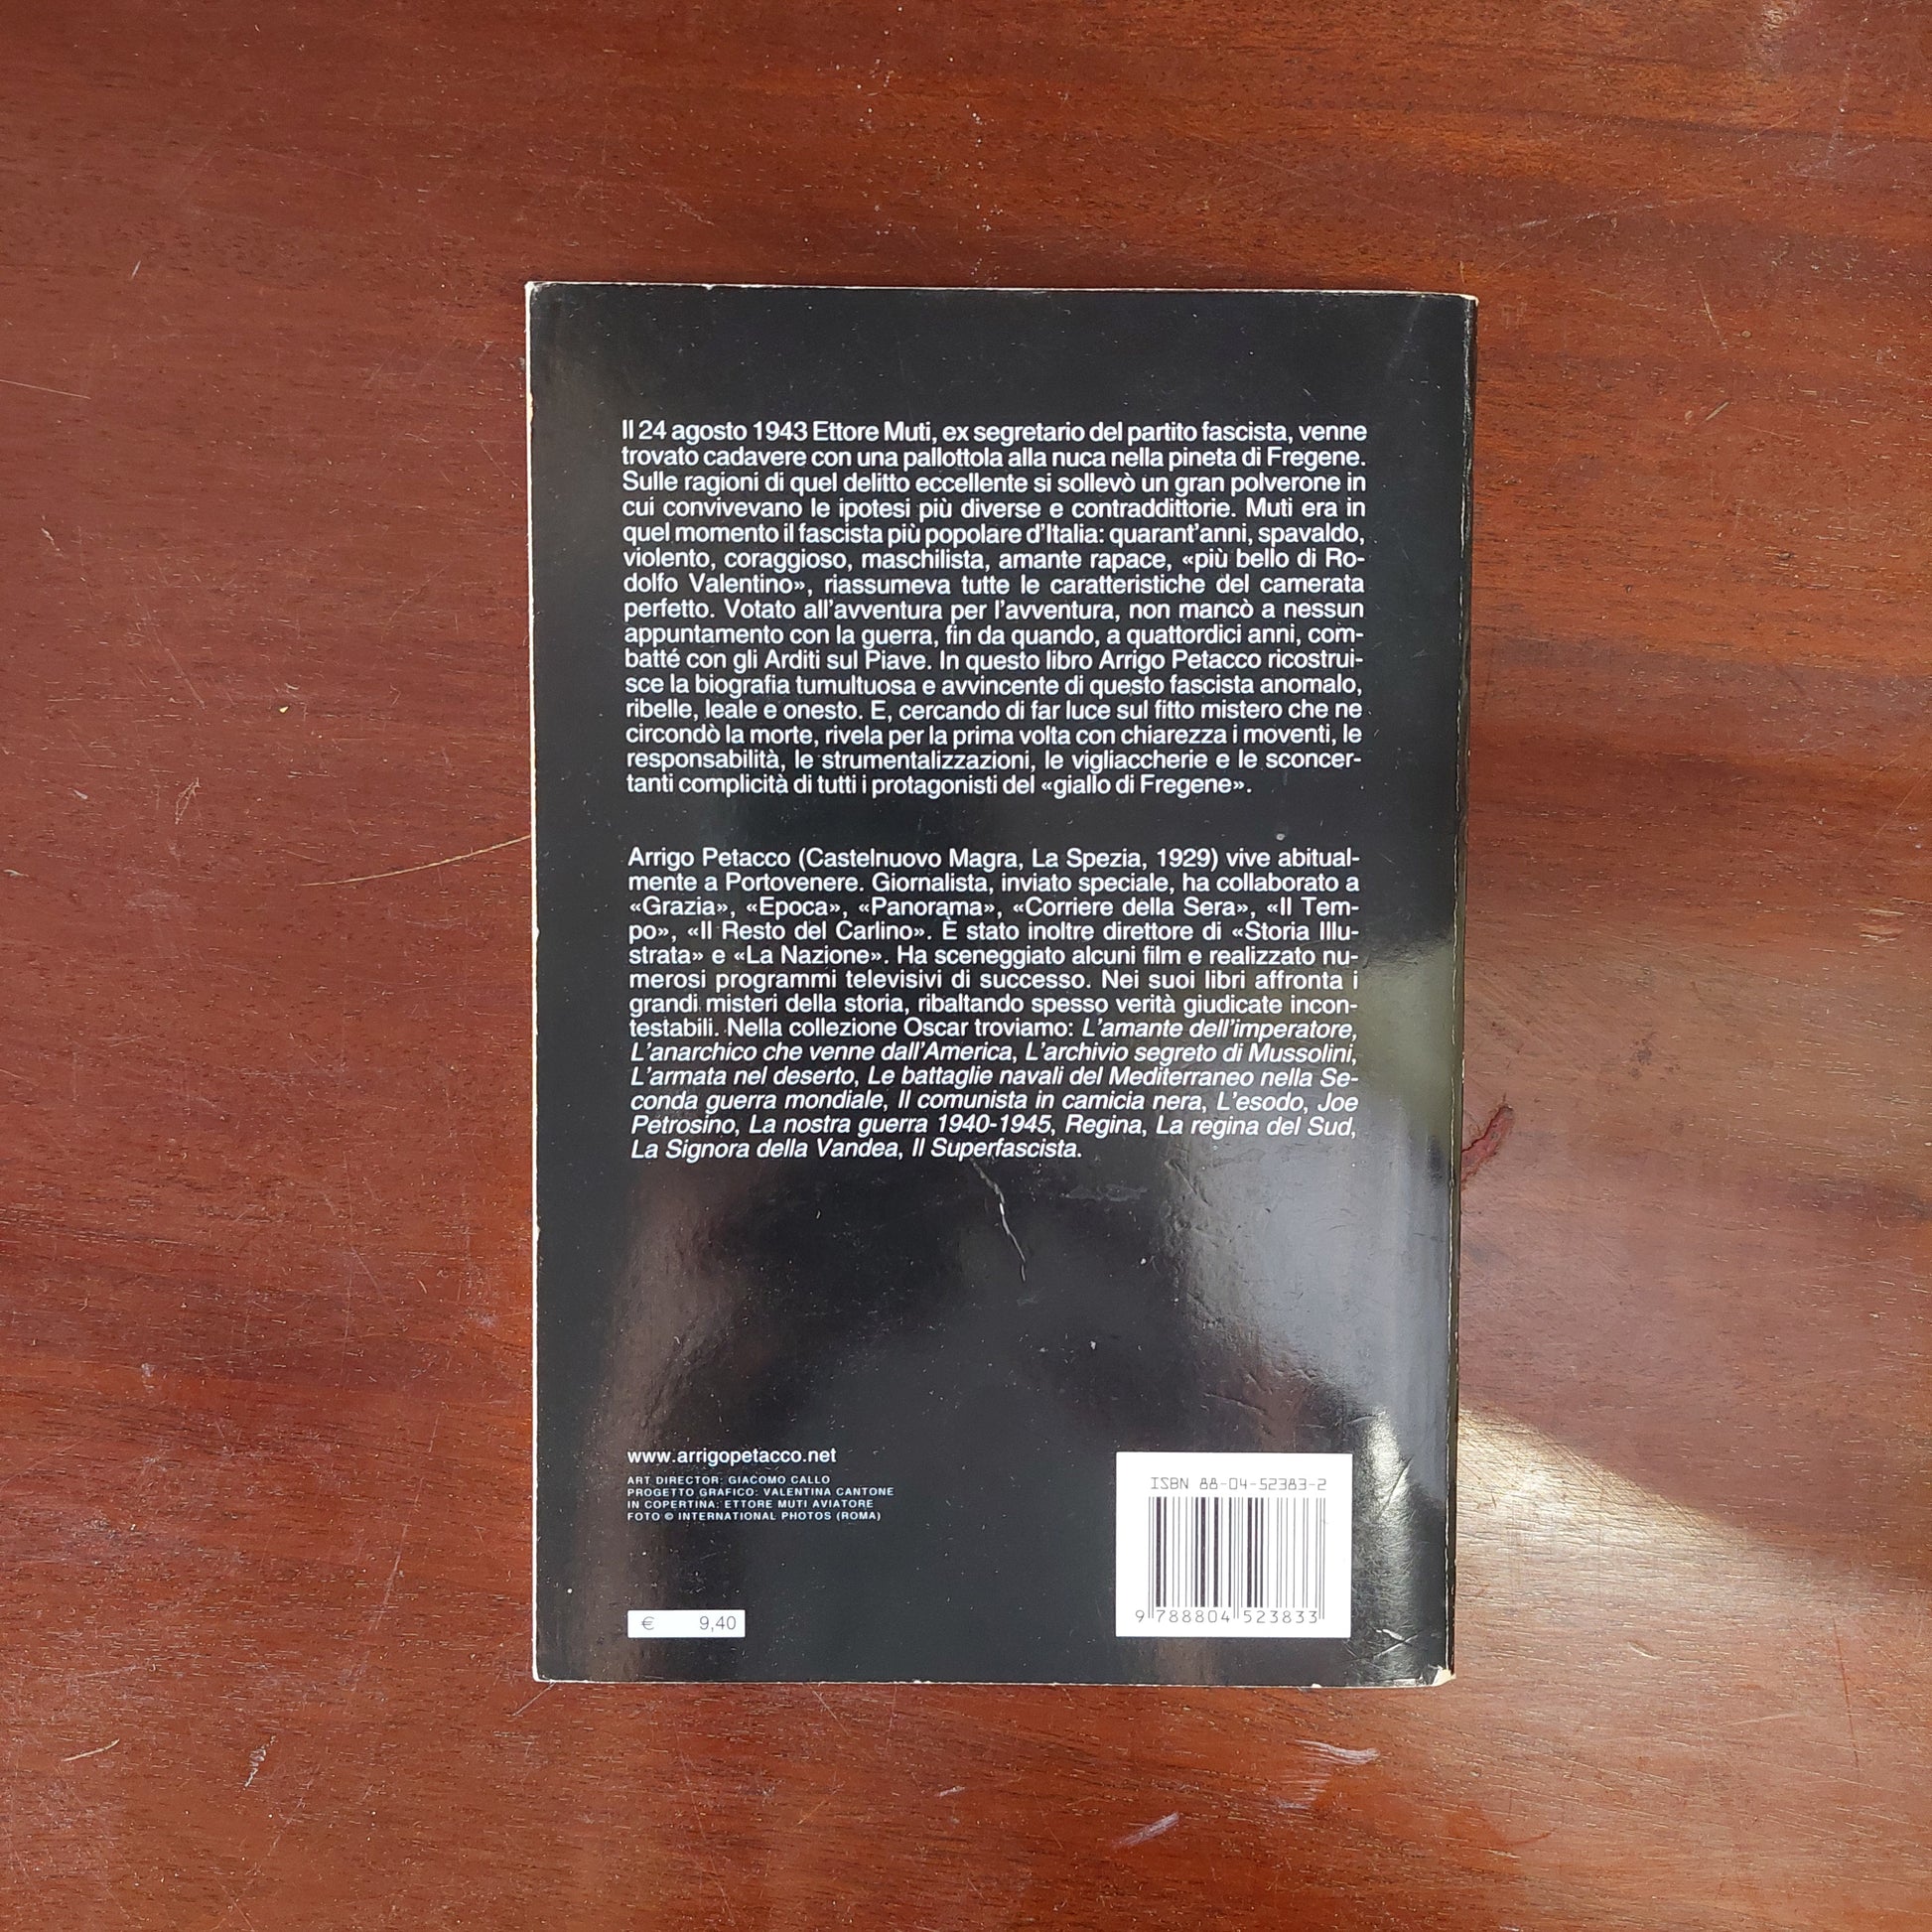 Il 24 agosto 1943 Ettore Muti, ex segretario del partito fascista, venne
trovato cadavere con una pallottola alla nuca nella pineta di Fregene.
Sulle ragioni di quel delitto eccellente si sollevò un gran polverone in
cui convivevano le ipotesi più diverse e contraddittorie. Muti era in
quel momento il fascista più popolare d'Italia: quarant'anni, spavaldo,
violento, coraggioso, maschilista, amante rapace, «più bello di Ro-
dolfo Valentino», riassumeva tutte le caratteristiche del camerata
perfetto. Votato all'avventura per l'avventura, non mancò a nessun
appuntamento con la guerra, fin da quando, a quattordici anni, com-
batté con gli Arditi sul Piave. In questo libro Arrigo Petacco ricostrui-
sce la biografia tumultuosa e avvincente di questo fascista anomalo,
ribelle, leale e onesto. E, cercando di far luce sul fitto mistero che ne
circondò la morte, rivela per la prima volta con chiarezza i moventi, le
responsabilità, le strumentalizzazioni, le vigliaccherie e le sconcer-
tanti complicità di tutti i protagonisti del «giallo di Fregene».
Arrigo Petacco (Castelnuovo Magra, La Spezia, 1929) vive abitual-
mente a Portovenere. Giornalista, inviato speciale, ha collaborato a
«Grazia», «Epoca», «Panorama», «Corriere della Sera», «Il Tem-
po», «Il Resto del Carlino». È stato inoltre direttore di «Storia Illu-
strata» e «La Nazione». Ha sceneggiato alcuni film e realizzato nu-
merosi programmi televisivi di successo. Nei suoi libri affronta i
grandi misteri della storia, ribaltando spesso verità giudicate incon-
testabili. Nella collezione Oscar troviamo: L'amante dell'imperatore,
L'anarchico che venne dall'America, L'archivio segreto di Mussolini,
L'armata nel deserto, Le battaglie navali del Mediterraneo nella Se-
conda guerra mondiale, Il comunista in camicia nera, L'esodo, Joe
Petrosino, La nostra guerra 1940-1945, Regina, La regina del Sud,
La Signora della Vandea, Il Superfascista.
www.arrigopetacco.net
ART DIRECTOR: GIACOMO CALLO
PROGETTO GRAFICO: VALENTINA CANTONE
IN COPERTINA: ETTORE MUTI AVIATORE
FOTO © INTERNATIONAL PHOTOS (ROMA)
€ 9,40
ISBN 88-04-52383-2
9 788804 523833